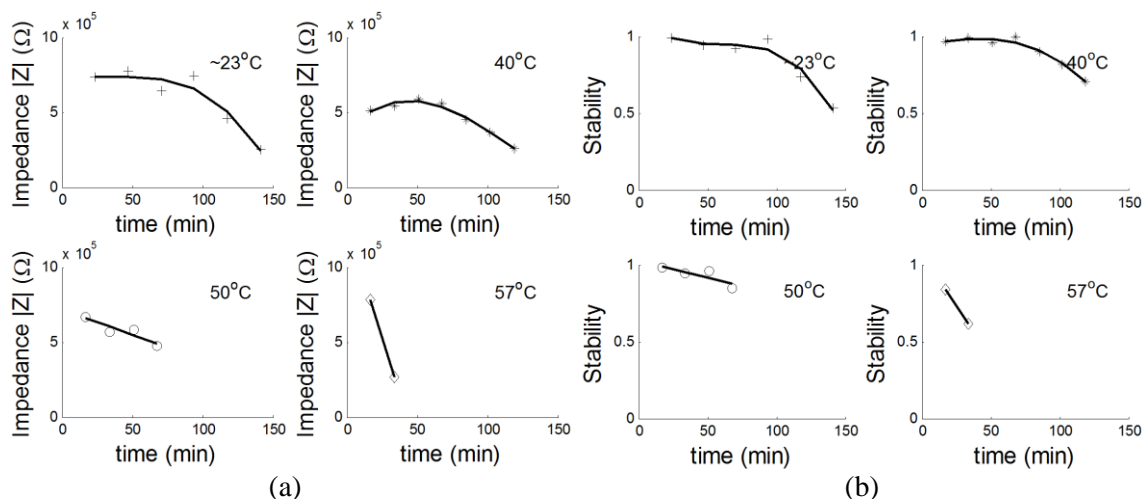 x 10^5
Impedance |Z| (Ω)
10
5
0
~23°C
0 50 100 150
time (min)
x 10^5
Impedance |Z| (Ω)
10
5
0
40°C
0 50 100 150
time (min)
x 10^5
Impedance |Z| (Ω)
10
5
0
50°C
0 50 100 150
time (min)
x 10^5
Impedance |Z| (Ω)
10
5
0
57°C
0 50 100 150
time (min)
(a)
Stability
1
0.5
0
23°C
0 50 100 150
time (min)
Stability
1
0.5
0
40°C
0 50 100 150
time (min)
Stability
1
0.5
0
50°C
0 50 100 150
time (min)
Stability
1
0.5
0
57°C
0 50 100 150
time (min)
(b)